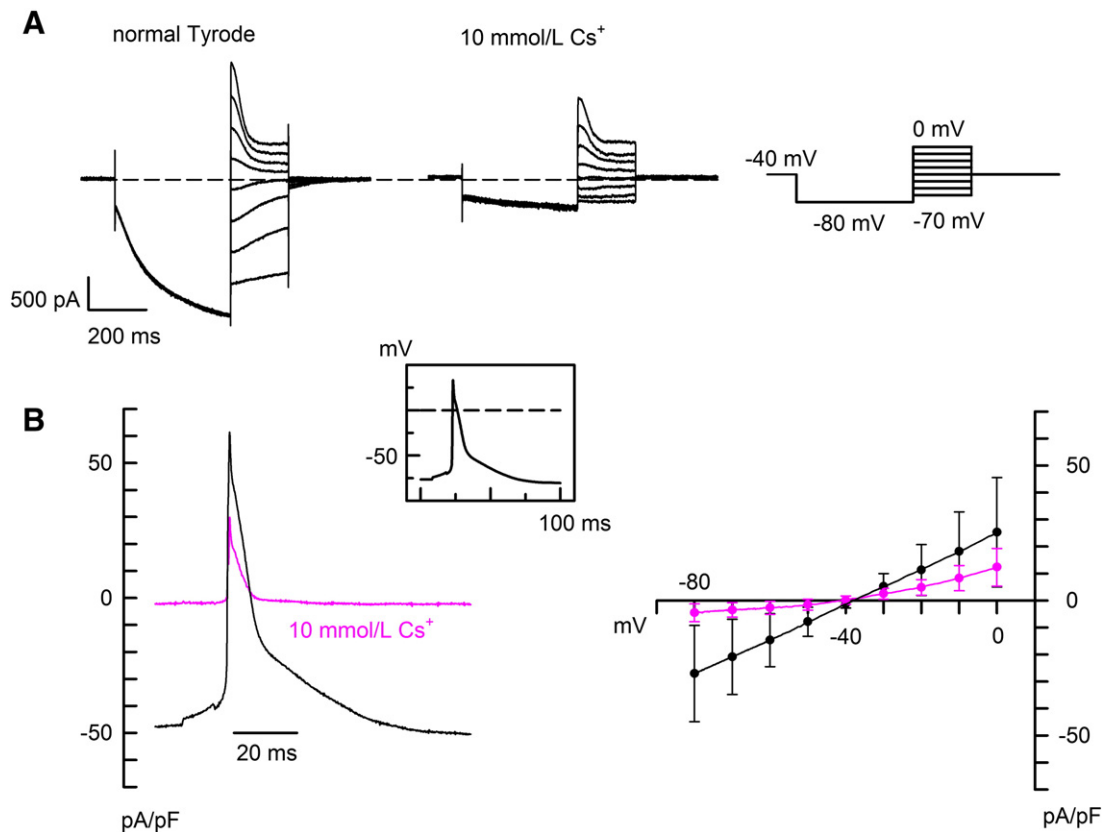 A
normal Tyrode
10 mmol/L Cs⁺
0 mV
-40 mV
-80 mV
-70 mV
500 pA
200 ms
mV
-50
100 ms
B
50
0
-50
pA/pF
10 mmol/L Cs⁺
20 ms
-80
mV
-40
0
50
0
-50
pA/pF